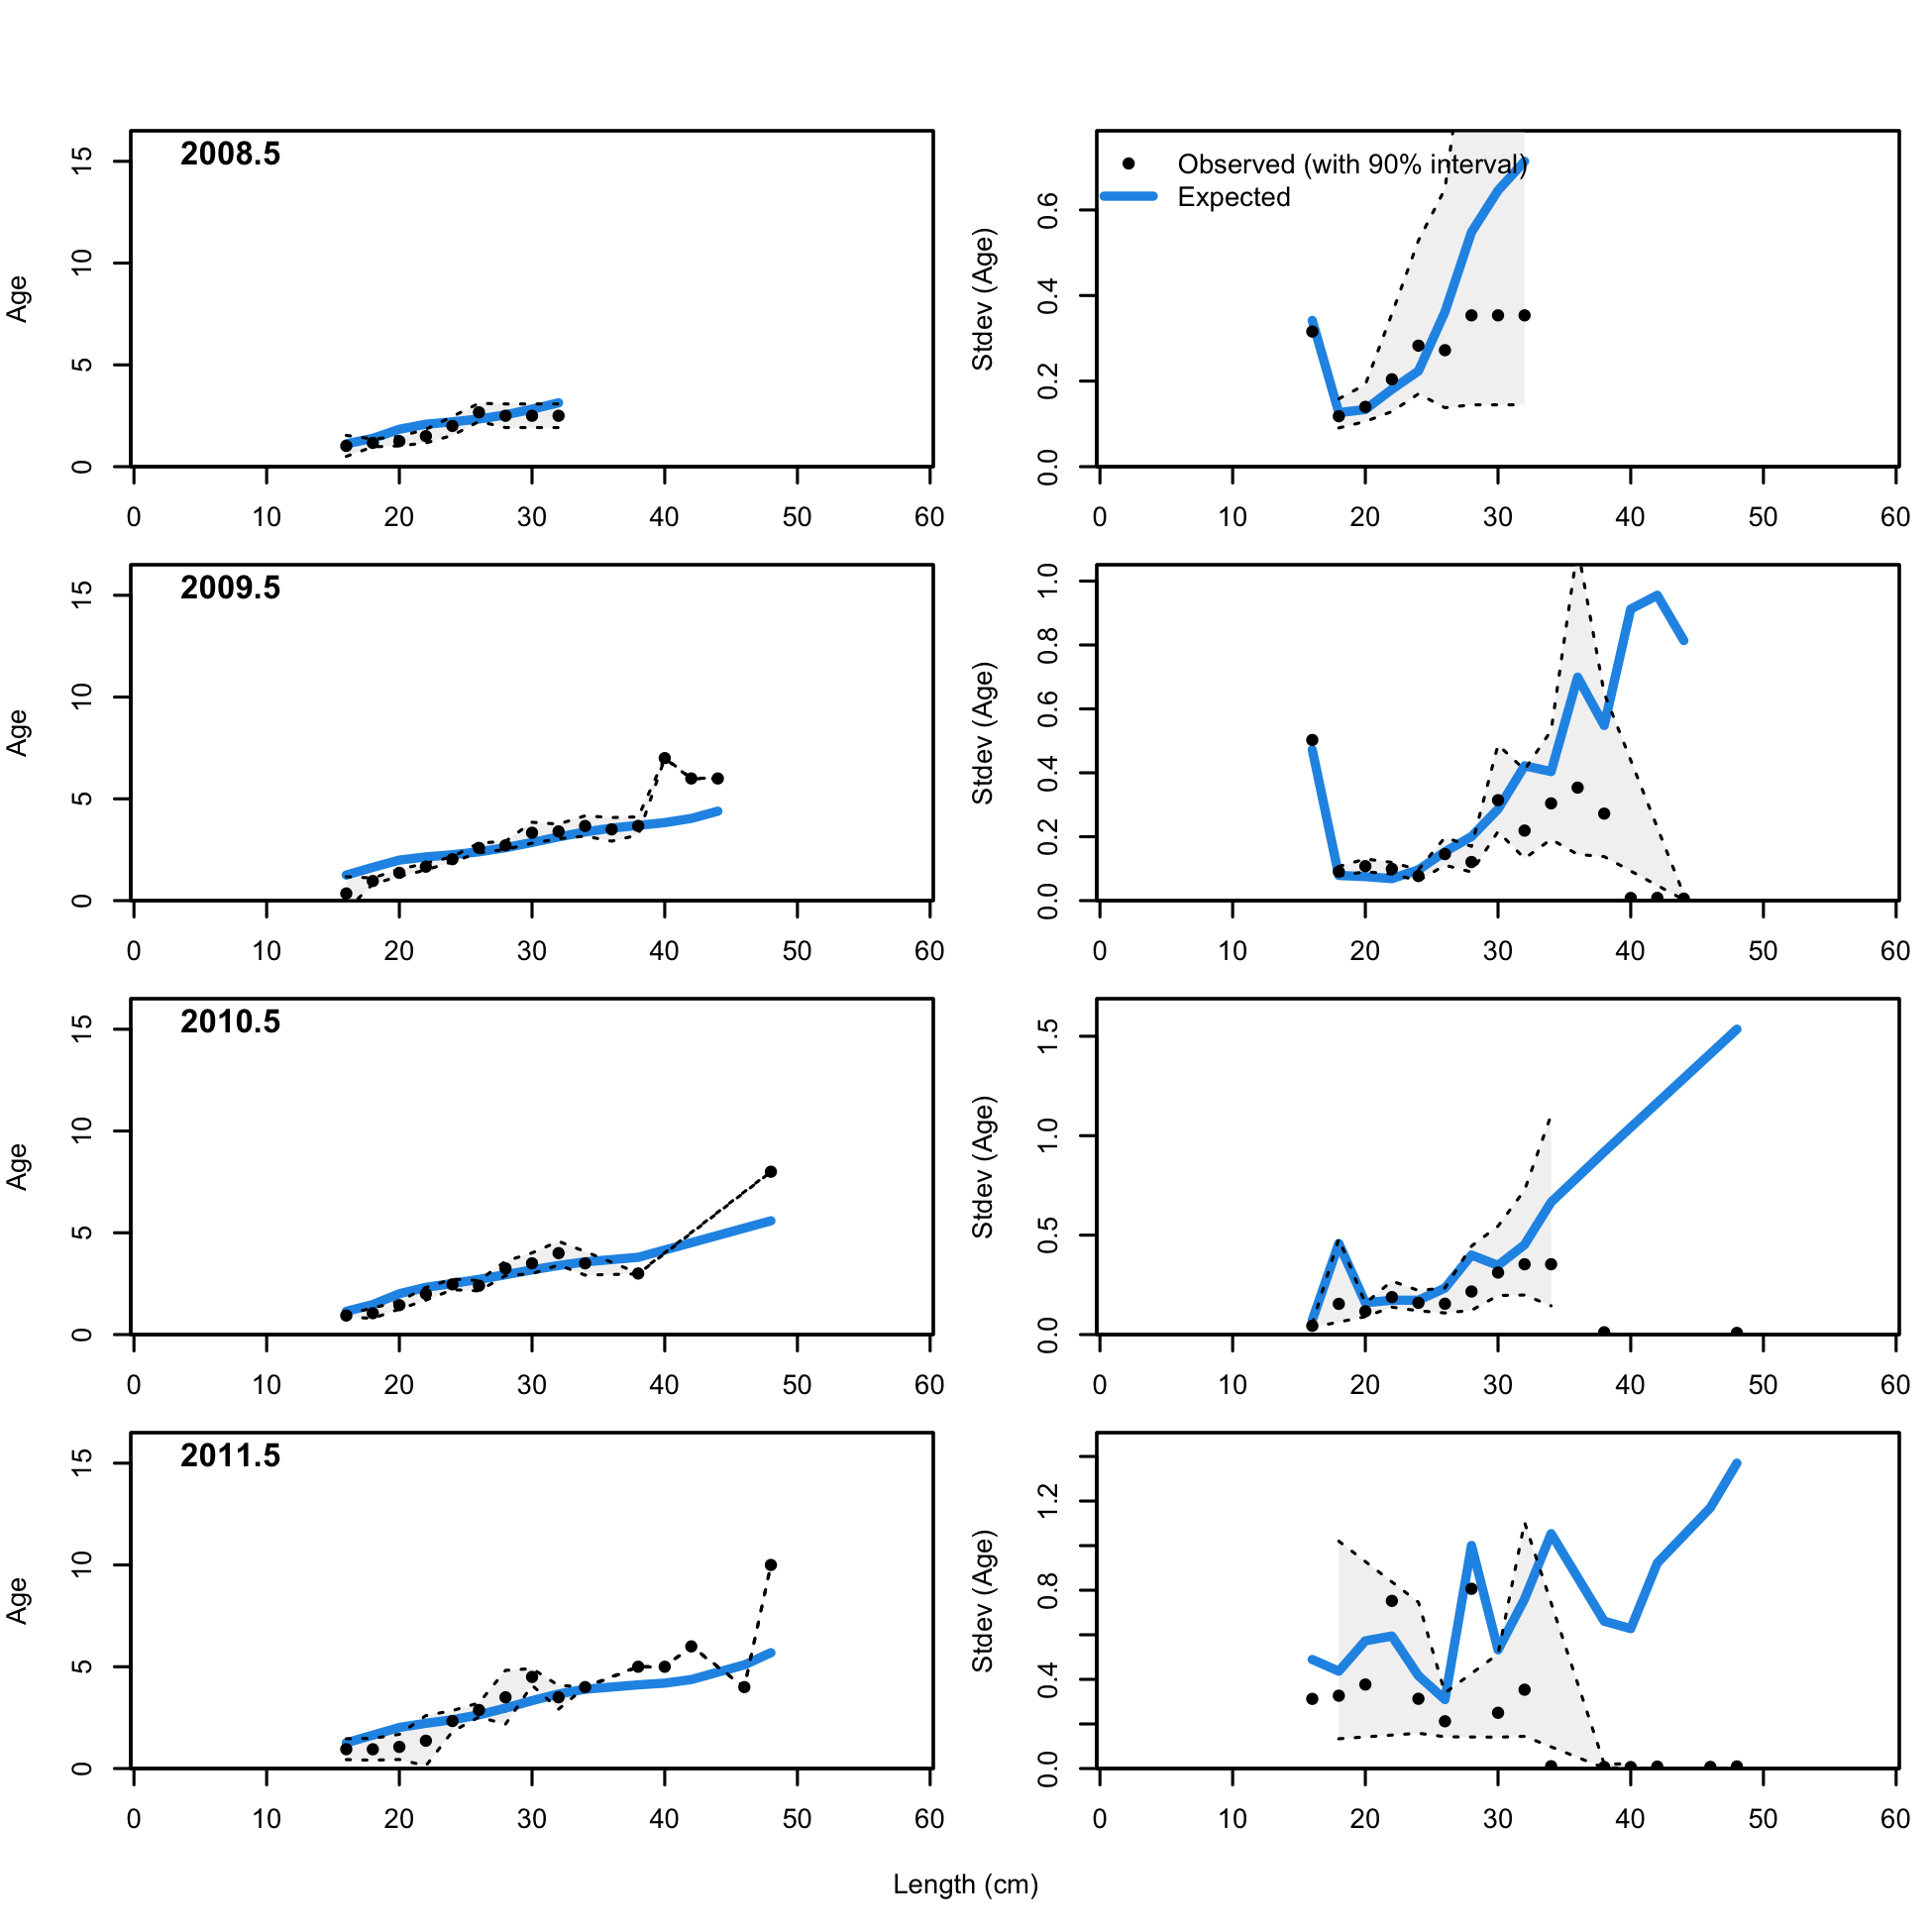 2008.5
Age
0 5 10 15
0 10 20 30 40 50 60
Observed (with 90% interval)
Expected
Stdev (Age)
0.0 0.2 0.4 0.6
0 10 20 30 40 50 60
2009.5
Age
0 5 10 15
0 10 20 30 40 50 60
Stdev (Age)
0.0 0.2 0.4 0.6 0.8 1.0
0 10 20 30 40 50 60
2010.5
Age
0 5 10 15
0 10 20 30 40 50 60
Stdev (Age)
0.0 0.5 1.0 1.5
0 10 20 30 40 50 60
2011.5
Age
0 5 10 15
0 10 20 30 40 50 60
Stdev (Age)
0.0 0.4 0.8 1.2
0 10 20 30 40 50 60
Length (cm)